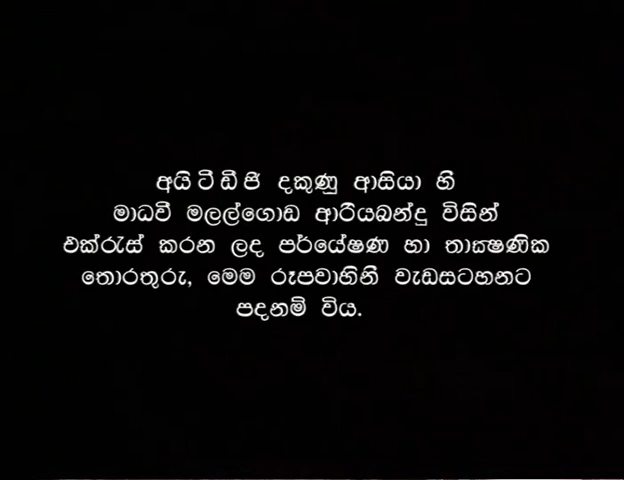 අයිටීඩීජි දකුණු ආසියා හි
මාධවී මලල්ගොඩ ආරියබන්දු විසින්
එක්රැස් කරන ලද පර්යේෂණ හා තාක්‍ෂණික
තොරතුරු, මෙම රූපවාහිනී වැඩසටහනට
පදනම් විය.